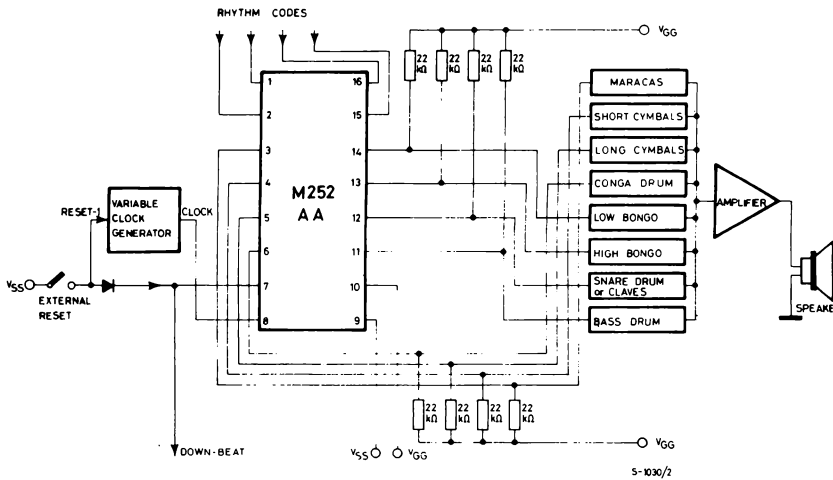 RHYTHM CODES
VGG
22 kΩ
22 kΩ
22 kΩ
22 kΩ
1
2
3
4
5
6
7
8
16
15
14
13
12
11
10
9
M252
AA
RESET-1
VARIABLE
CLOCK
GENERATOR
CLOCK
VSS
EXTERNAL
RESET
DOWN-BEAT
MARACAS
SHORT CYMBALS
LONG CYMBALS
CONGA DRUM
LOW BONGO
HIGH BONGO
SNARE DRUM
or CLAVES
BASS DRUM
AMPLIFIER
SPEAKE
22 kΩ
22 kΩ
22 kΩ
22 kΩ
VSS
VGG
VGG
S-1030/2